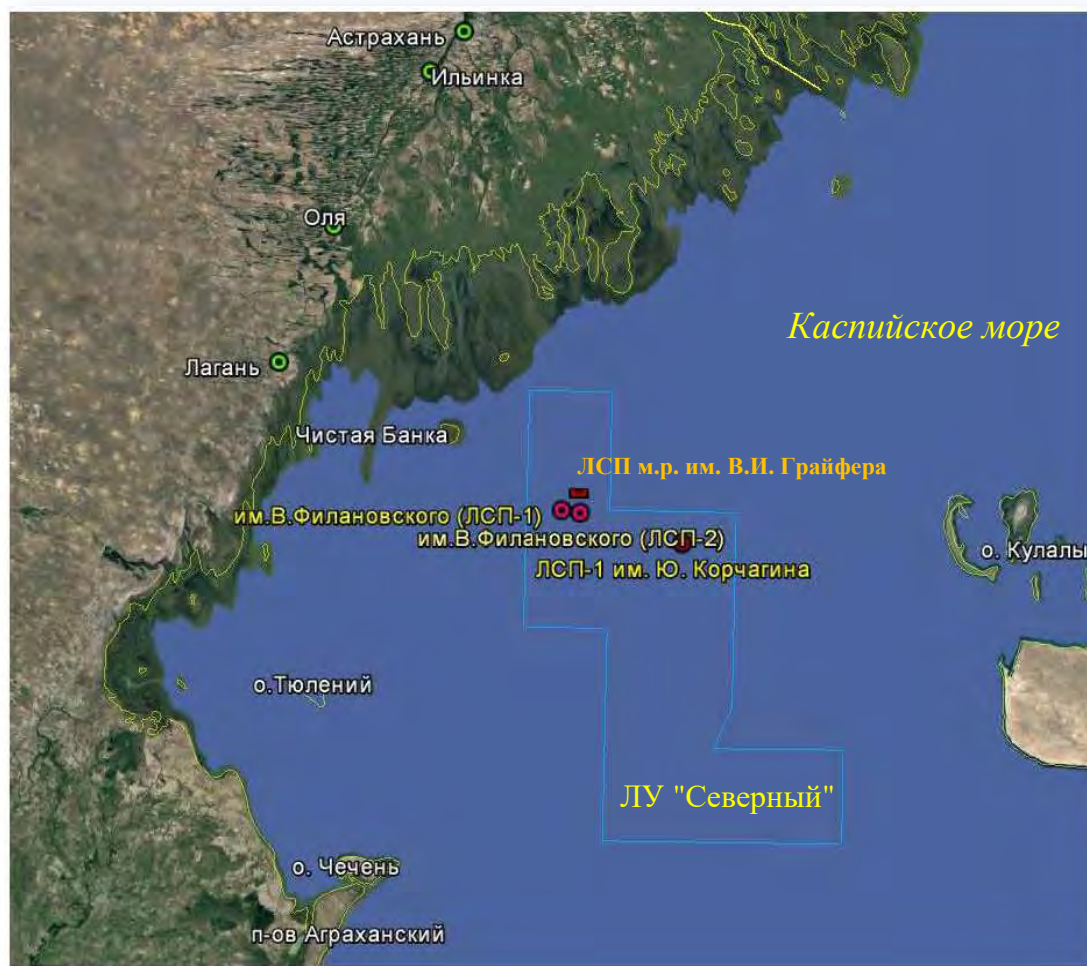 Астрахань
Ильинка
Оля
Каспийское море
Лагань
Чистая Банка
ЛСП м.р. им. В.И. Грайфера
им.В.Филановского (ЛСП-1)
им.В.Филановского (ЛСП-2)
о. Кулалы
ЛСП-1 им. Ю. Корчагина
о.Тюлений
ЛУ "Северный"
о. Чечень
п-ов Аграханский